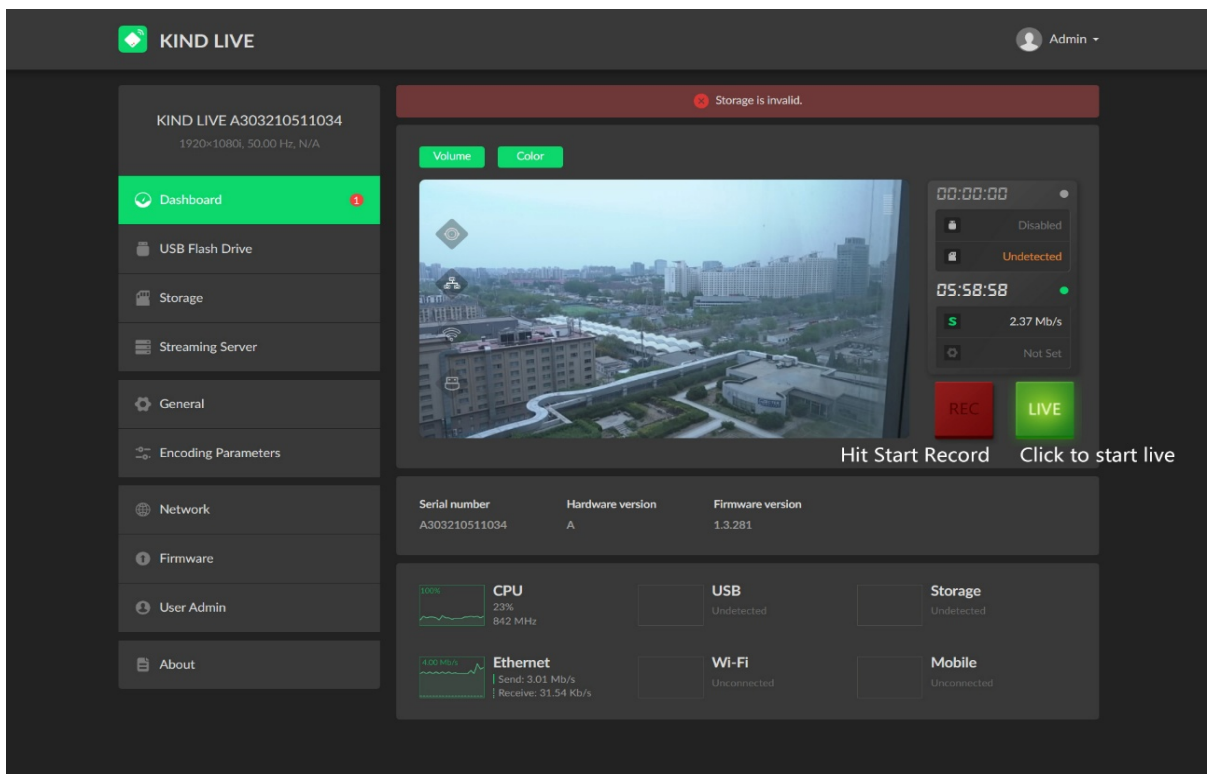 KIND LIVE
Admin
KIND LIVE A303210511034
1920×1080i, 50.00 Hz, N/A
Dashboard
1
USB Flash Drive
Storage
Streaming Server
General
Encoding Parameters
Network
Firmware
User Admin
About
Storage is invalid.
Volume
Color
00:00:00
Disabled
Undetected
05:58:58
S
2.37 Mb/s
Not Set
REC
LIVE
Hit Start Record
Click to start live
Serial number
A303210511034
Hardware version
A
Firmware version
1.3.281
100%
CPU
23%
842 MHz
USB
Undetected
Storage
Undetected
4.00 Mb/s
Ethernet
Send: 3.01 Mb/s
Receive: 31.54 Kb/s
Wi-Fi
Unconnected
Mobile
Unconnected